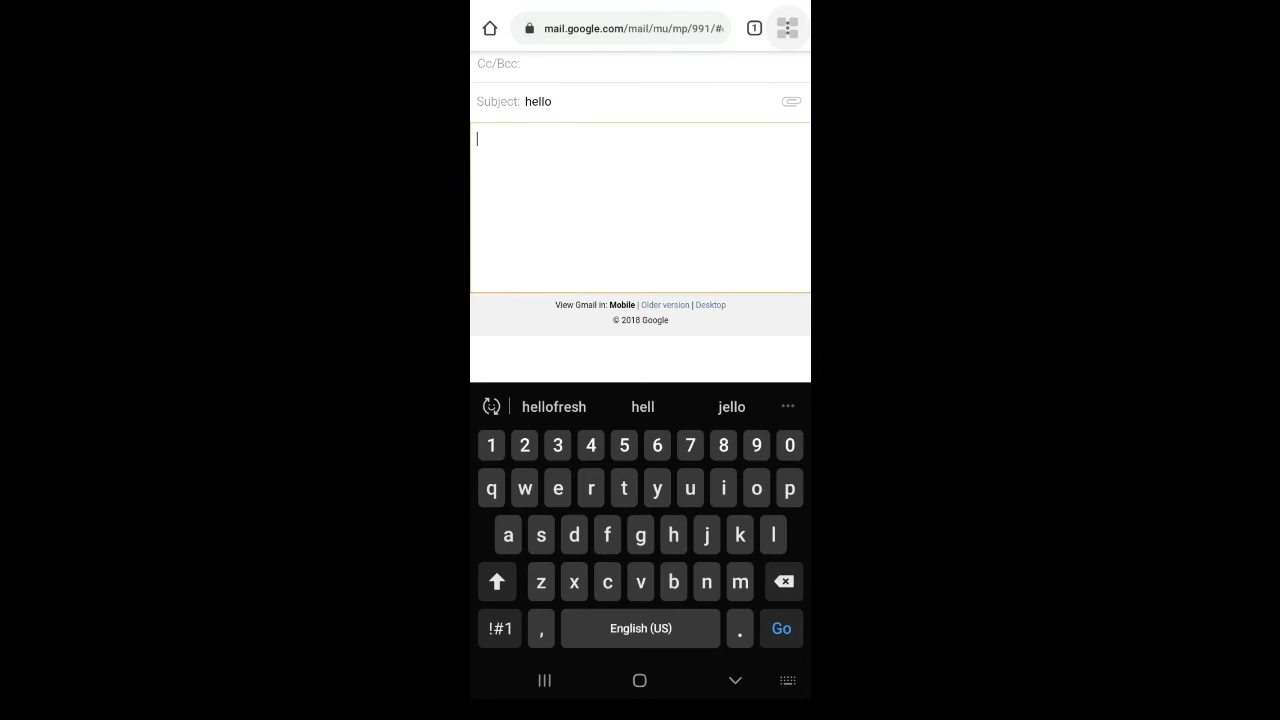 mail.google.com/mail/mu/mp/991/# 1
Cc/Bcc:
Subject: hello
View Gmail in: Mobile | Older version | Desktop
© 2018 Google
hellofresh hell jello ...
1 2 3 4 5 6 7 8 9 0
q w e r t y u i o p
a s d f g h j k l
z x c v b n m
!#1 , English (US) . Go